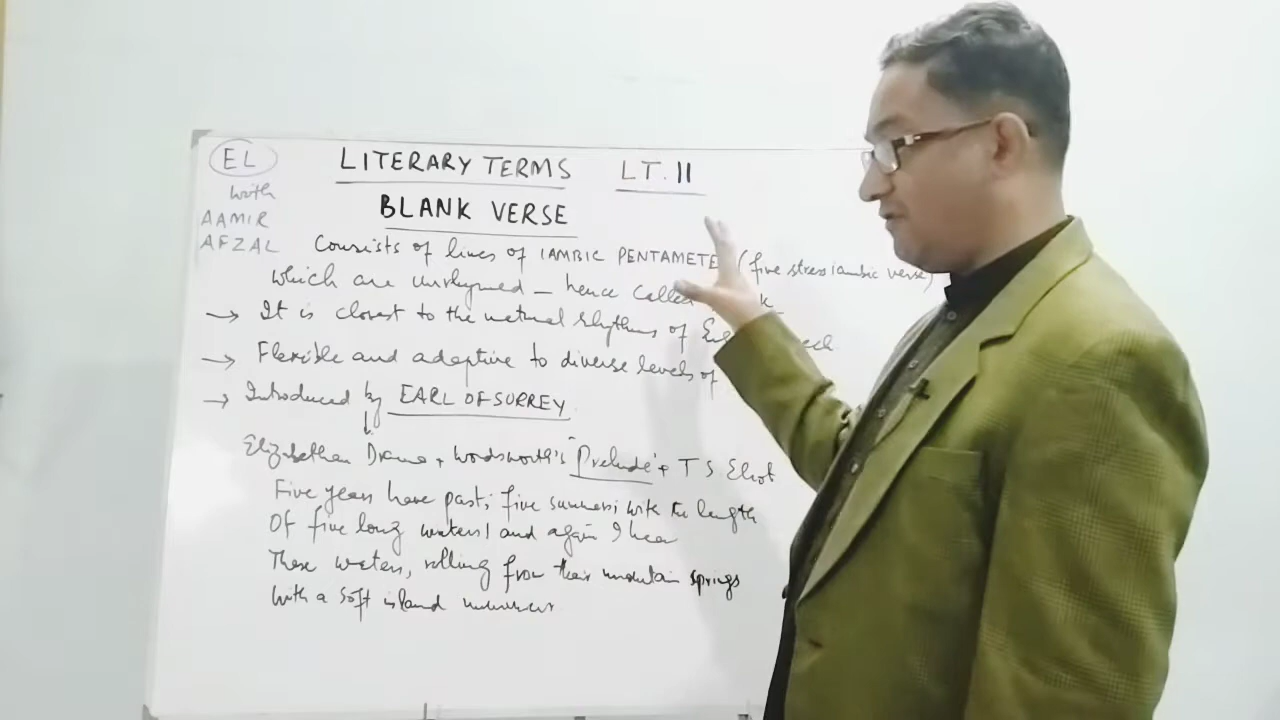 EL
with
AAMIR
AFZAL
LITERARY TERMS LT. 11
BLANK VERSE
Consists of lines of IAMBIC PENTAMETE (five stress iambic verse)
which are unrhymed — hence called
→ It is closest to the natural rhythms of
→ Flexible and adaptive to diverse levels of
→ Introduced by EARL OF SURREY
Elizabethan Drama + Wordsworth's "Prelude" + T S Eliot
Five years have past; five summers, with the length
Of five long winters! and again I hear
These waters, rolling from their mountain springs
With a soft inland murmur.